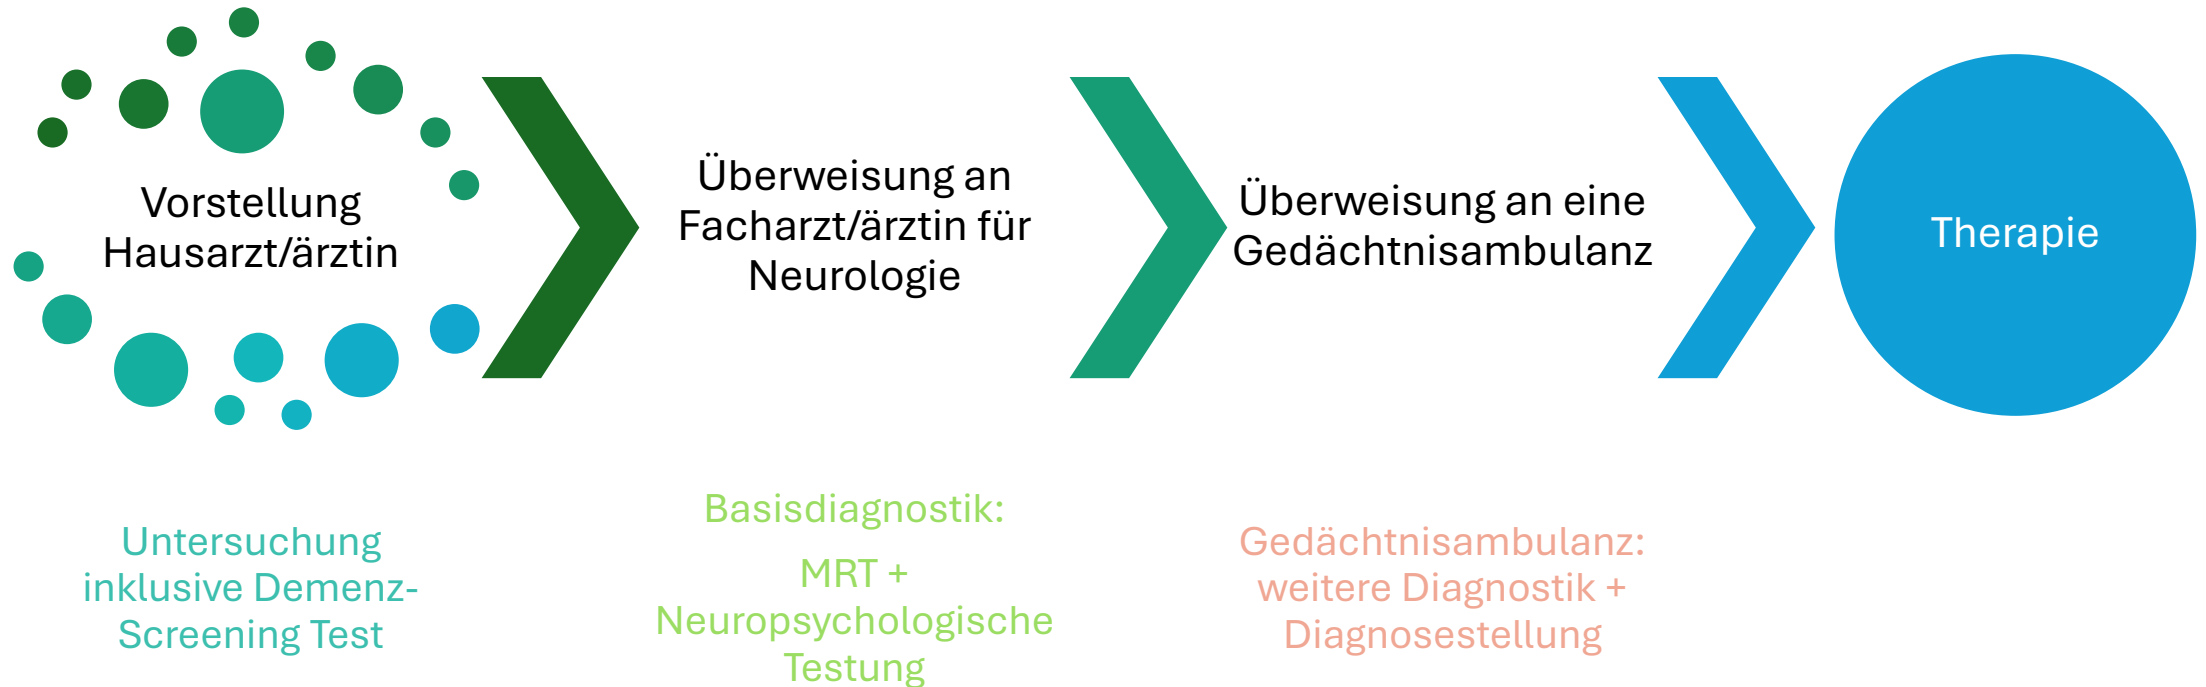 Vorstellung
Hausarzt/ärztin
Überweisung an
Facharzt/ärztin für
Neurologie
Überweisung an eine
Gedächtnisambulanz
Therapie
Untersuchung
inklusive Demenz-
Screening Test
Basisdiagnostik:
MRT +
Neuropsychologische
Testung
Gedächtnisambulanz:
weitere Diagnostik +
Diagnosestellung